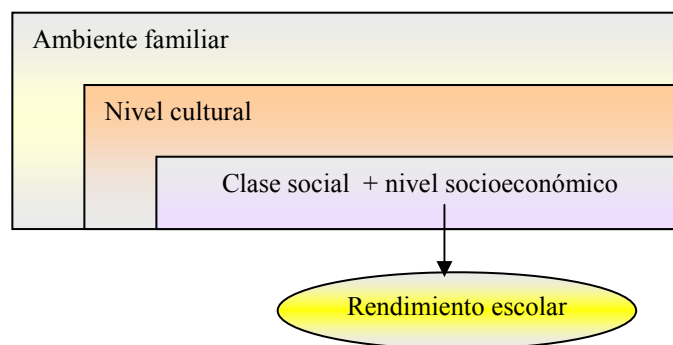 Ambiente familiar
Nivel cultural
Clase social + nivel socioeconómico
Rendimiento escolar